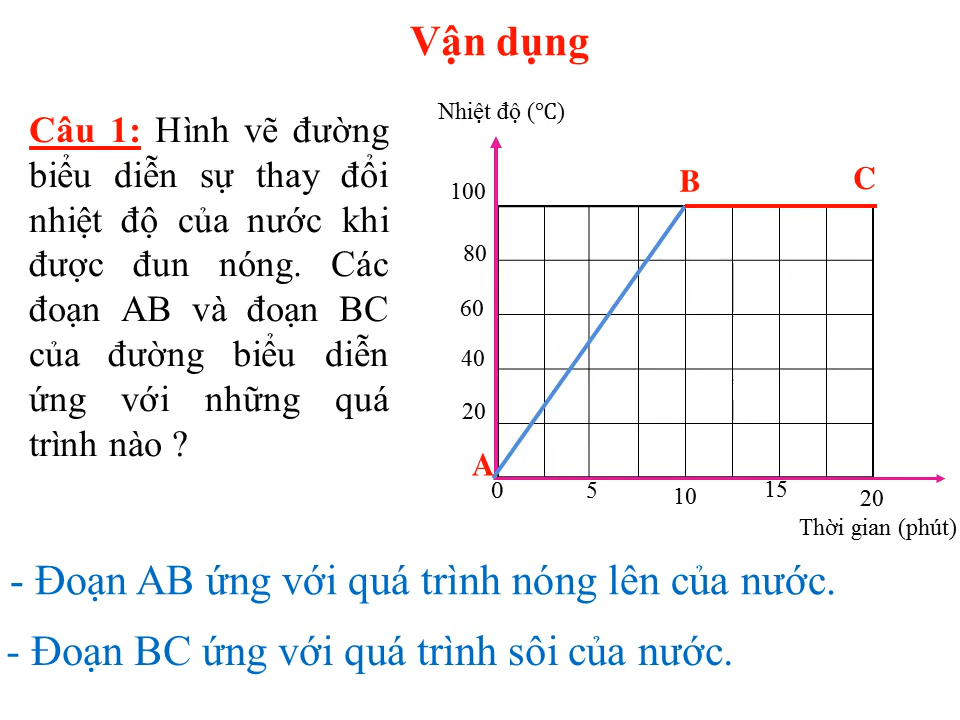 Vận dụng
Câu 1: Hình vẽ đường
biểu diễn sự thay đổi
nhiệt độ của nước khi
được đun nóng. Các
đoạn AB và đoạn BC
của đường biểu diễn
ứng với những quá
trình nào ?
Nhiệt độ (°C)
B
C
100
80
60
40
20
A
0
5
10
15
20
Thời gian (phút)
- Đoạn AB ứng với quá trình nóng lên của nước.
- Đoạn BC ứng với quá trình sôi của nước.